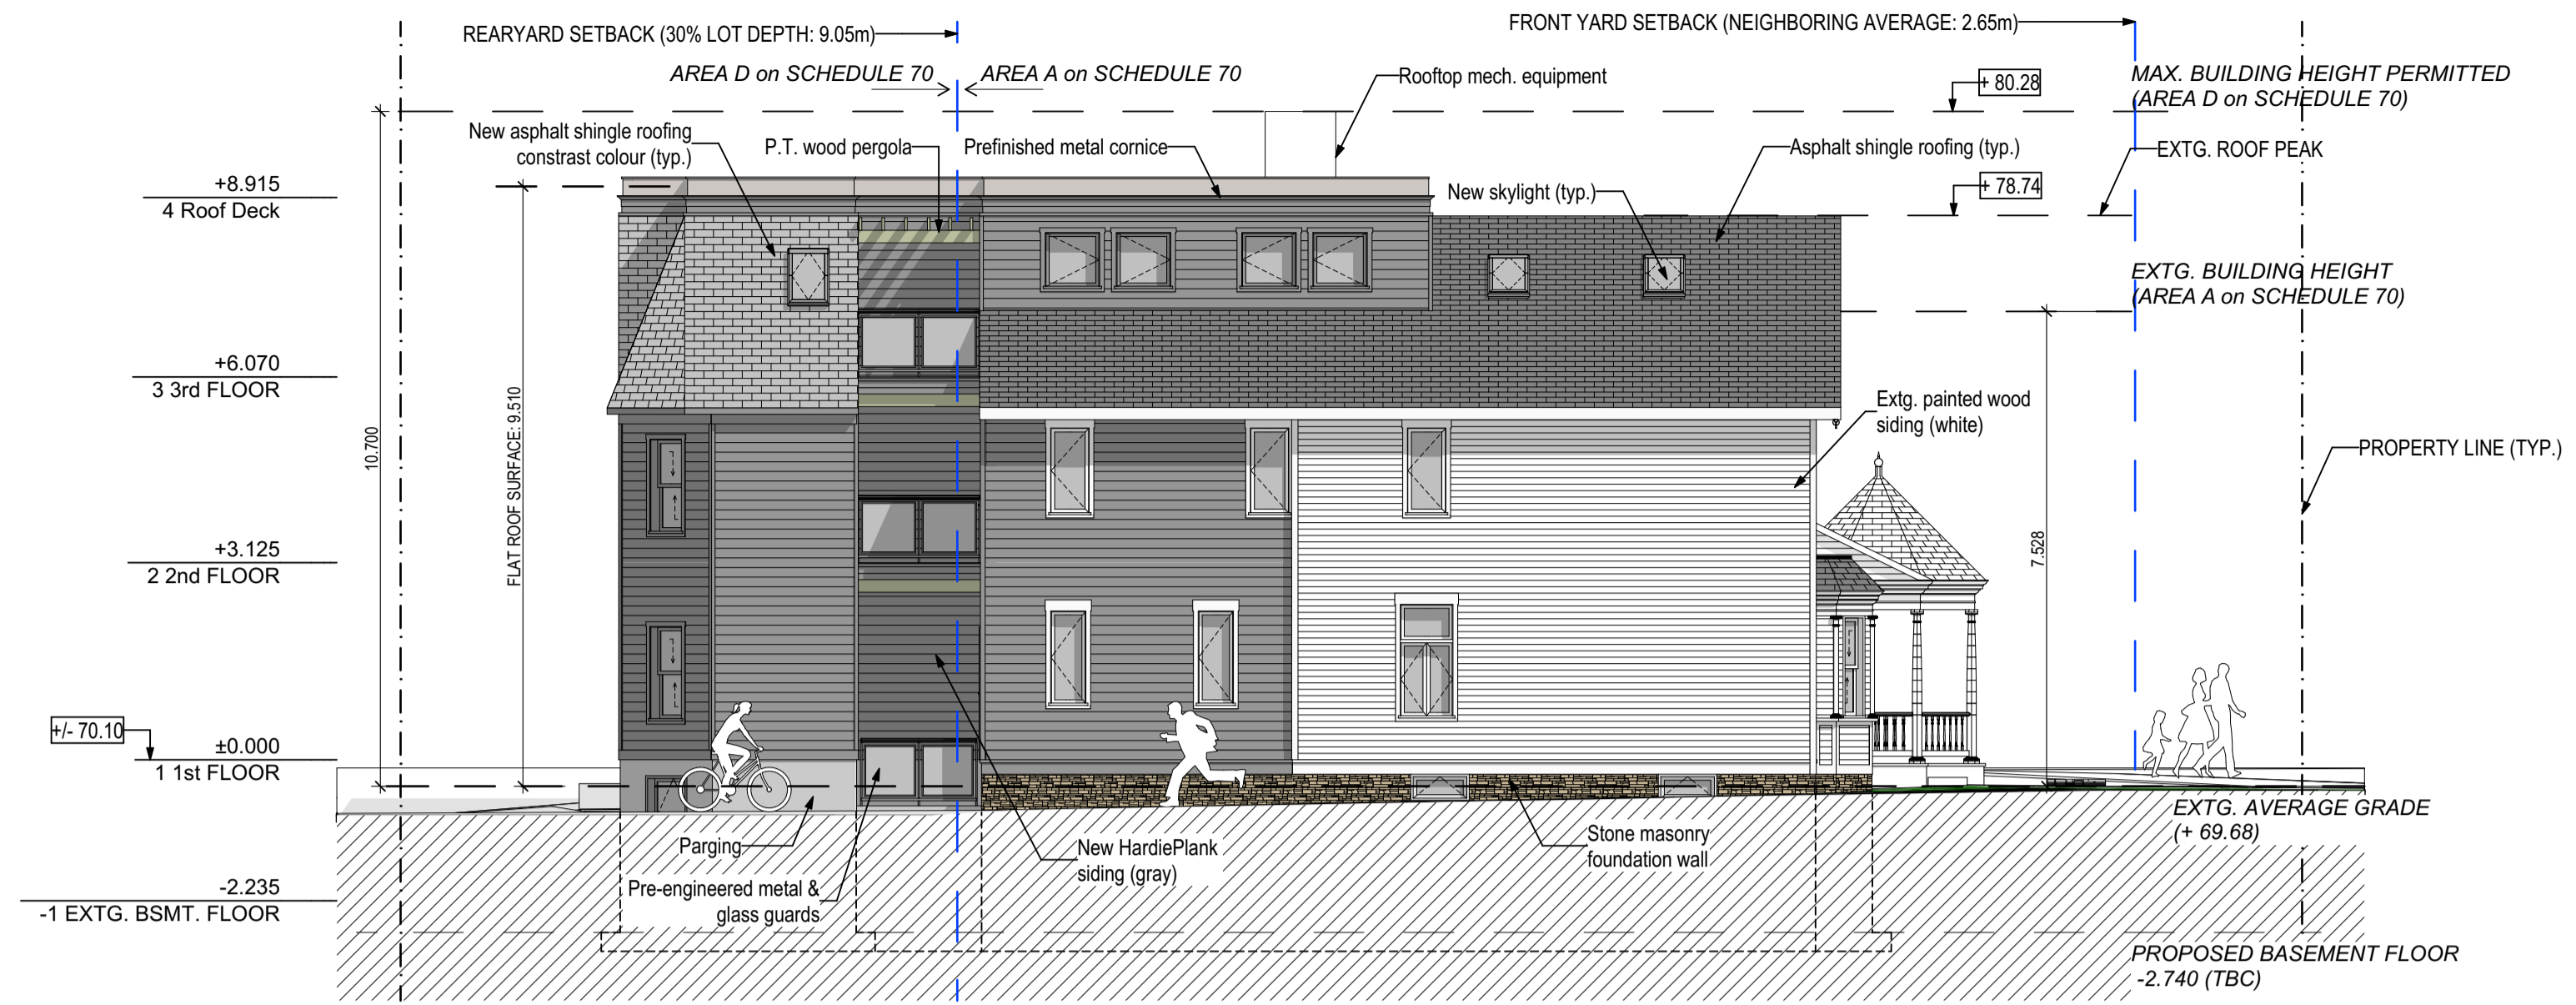 FRONT YARD SETBACK (NEIGHBORING AVERAGE: 2.65m)
REARYARD SETBACK (30% LOT DEPTH: 9.05m)
AREA D on SCHEDULE 70
AREA A on SCHEDULE 70
Rooftop mech. equipment
+ 80.28
MAX. BUILDING HEIGHT PERMITTED
(AREA D on SCHEDULE 70)
New asphalt shingle roofing
constrast colour (typ.)
P.T. wood pergola
Prefinished metal cornice
Asphalt shingle roofing (typ.)
EXTG. ROOF PEAK
+8.915
4 Roof Deck
New skylight (typ.)
+ 78.74
EXTG. BUILDING HEIGHT
(AREA A on SCHEDULE 70)
+6.070
3 3rd FLOOR
10.700
FLAT ROOF SURFACE: 9.510
Extg. painted wood
siding (white)
PROPERTY LINE (TYP.)
+3.125
2 2nd FLOOR
7.528
+/- 70.10
±0.000
1 1st FLOOR
EXTG. AVERAGE GRADE
(+ 69.68)
Parging
New HardiePlank
siding (gray)
Stone masonry
foundation wall
Pre-engineered metal &
glass guards
-2.235
-1 EXTG. BSMT. FLOOR
PROPOSED BASEMENT FLOOR
-2.740 (TBC)